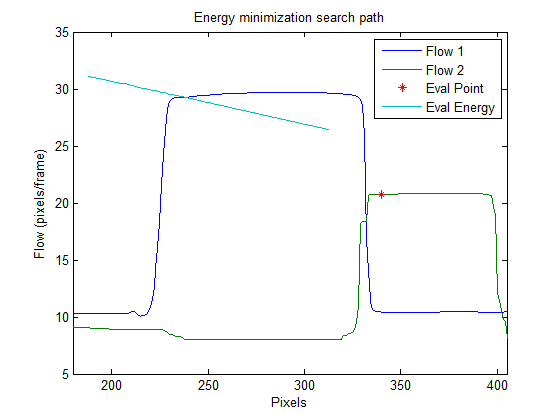 Energy minimization search path
35
30
25
20
15
10
5
Flow (pixels/frame)
Flow 1
Flow 2
Eval Point
Eval Energy
200
250
300
350
400
Pixels